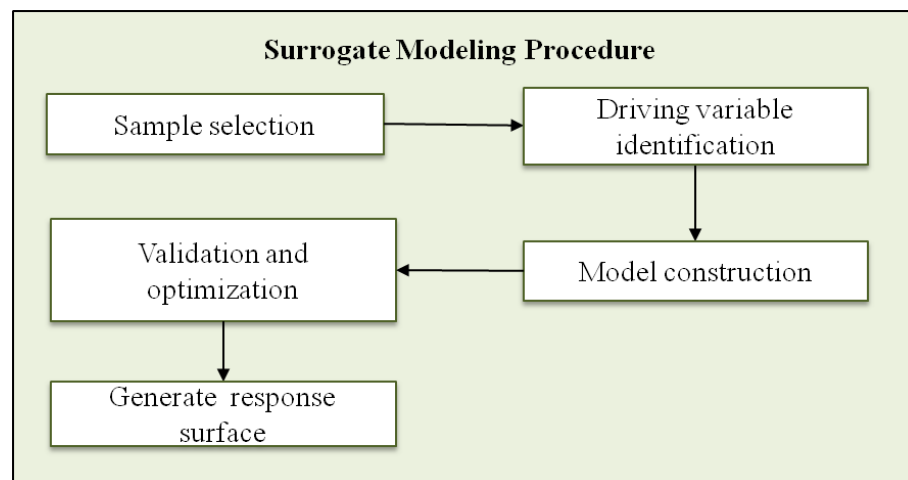 Surrogate Modeling Procedure
Sample selection
Driving variable
identification
Model construction
Validation and
optimization
Generate response
surface